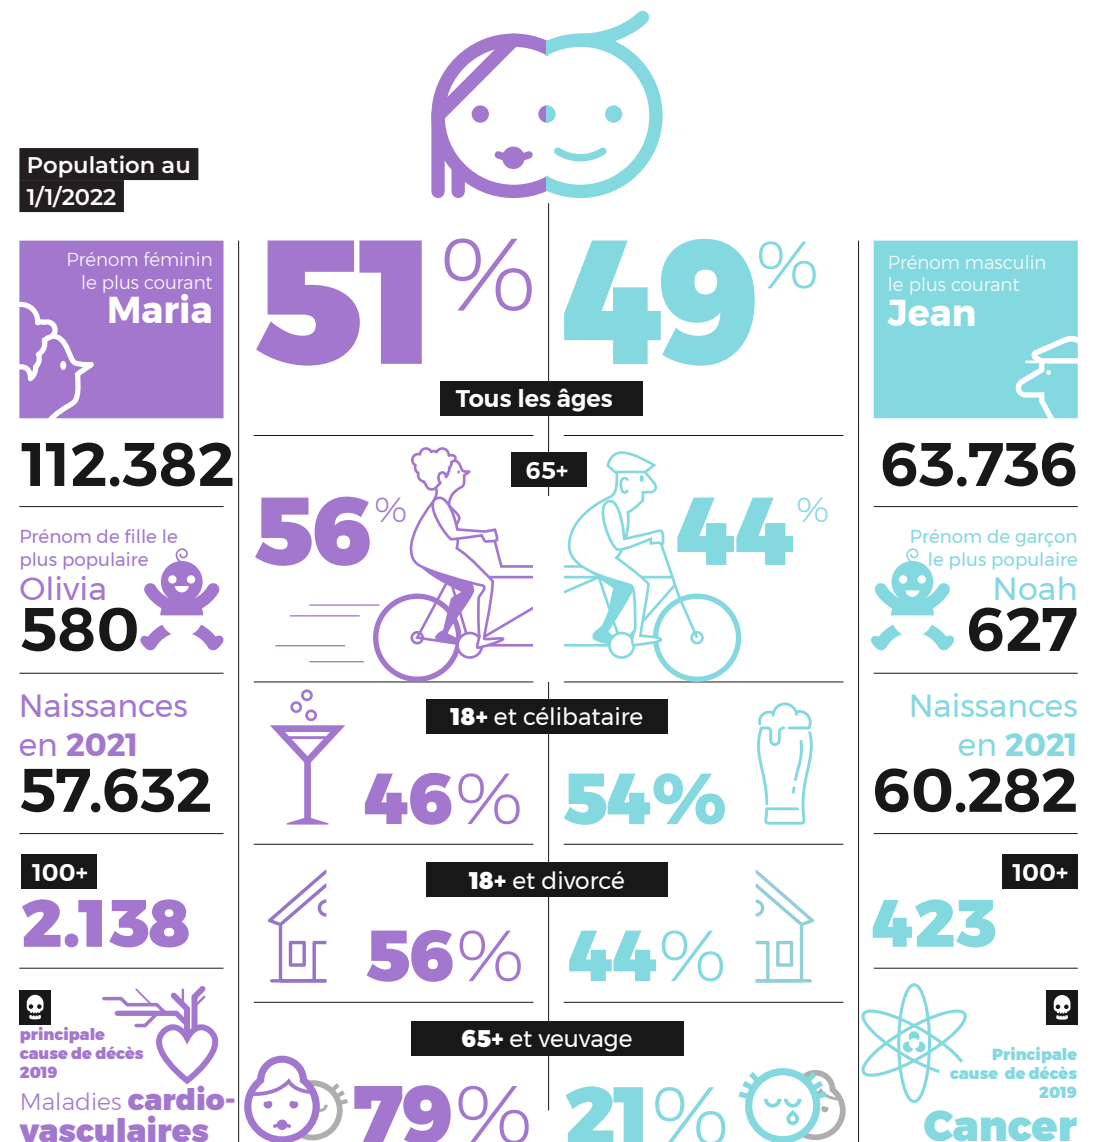 Population au
1/1/2022
Prénom féminin
le plus courant
Maria
112.382
Prénom de fille le
plus populaire
Olivia
580
Naissances
en 2021
57.632
100+
2.138
principale
cause de décès
2019
Maladies cardio-
vasculaires
51%
49%
Tous les âges
65+
56%
44%
18+ et célibataire
46%
54%
18+ et divorcé
56%
44%
65+ et veuvage
79%
21%
Prénom masculin
le plus courant
Jean
63.736
Prénom de garçon
le plus populaire
Noah
627
Naissances
en 2021
60.282
100+
423
Principale
cause de décès
2019
Cancer